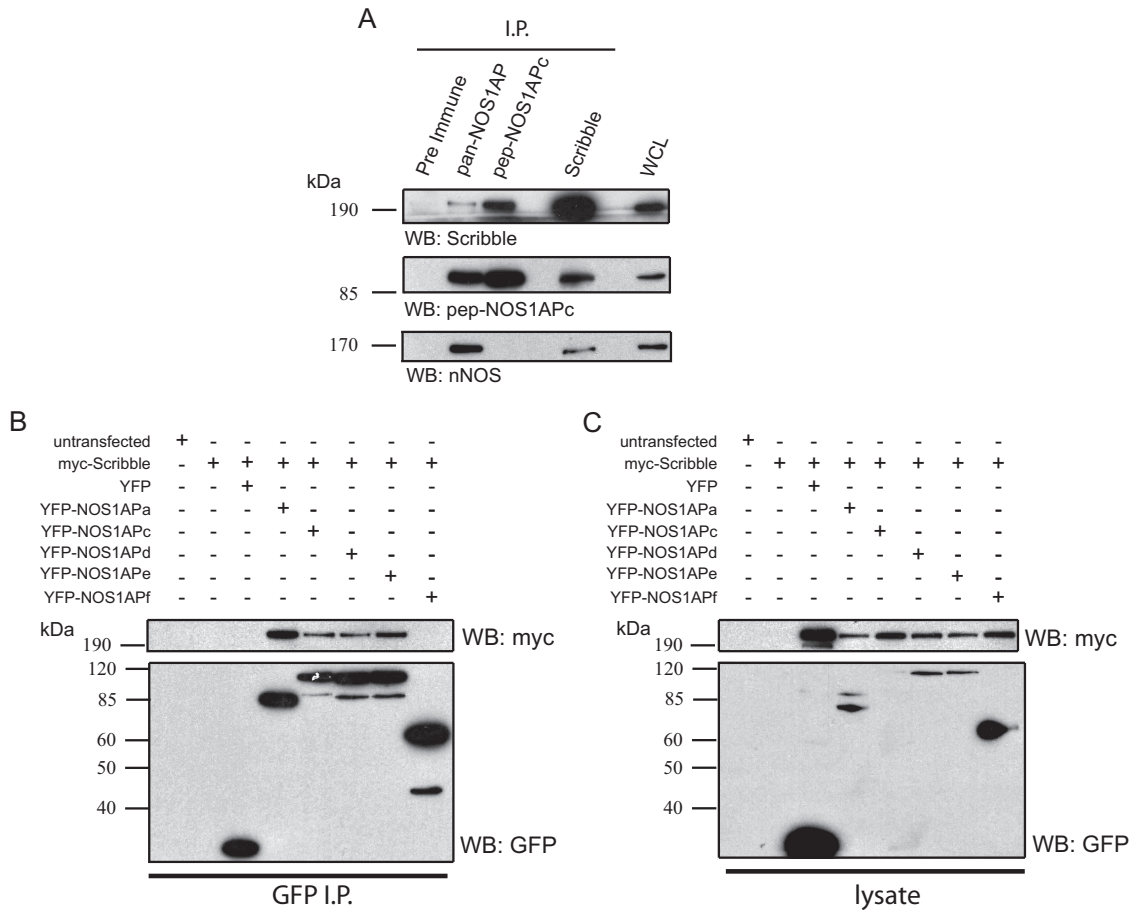 A
I.P.
Pre Immune
pan-NOS1AP
pep-NOS1APc
Scribble
WCL
kDa
190
WB: Scribble
85
WB: pep-NOS1APc
170
WB: nNOS
B
untransfected + - - - - - - -
myc-Scribble - + + + + + + +
YFP - - + - - - - -
YFP-NOS1APa - - - + - - - -
YFP-NOS1APc - - - - + - - -
YFP-NOS1APd - - - - - + - -
YFP-NOS1APe - - - - - - + -
YFP-NOS1APf - - - - - - - +
kDa
190
WB: myc
120
85
60
50
40
WB: GFP
GFP I.P.
C
untransfected + - - - - - - -
myc-Scribble - + + + + + + +
YFP - - + - - - - -
YFP-NOS1APa - - - + - - - -
YFP-NOS1APc - - - - + - - -
YFP-NOS1APd - - - - - + - -
YFP-NOS1APe - - - - - - + -
YFP-NOS1APf - - - - - - - +
kDa
190
WB: myc
120
85
60
50
40
WB: GFP
lysate